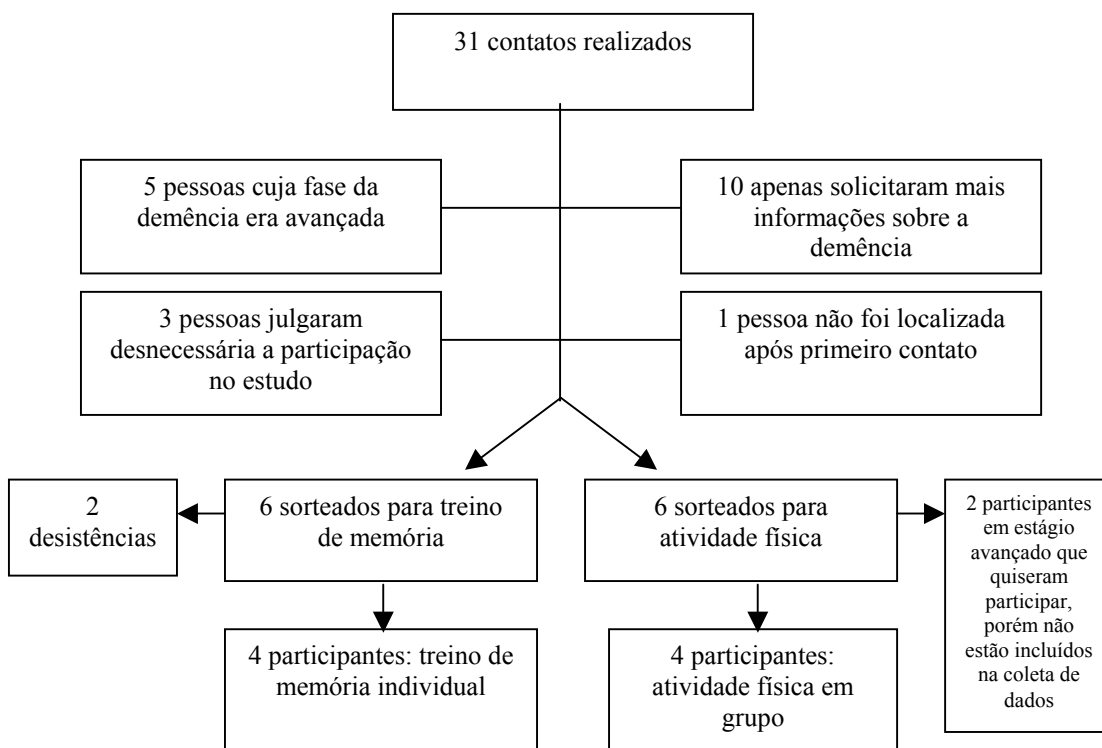 31 contatos realizados
5 pessoas cuja fase da
demência era avançada
10 apenas solicitaram mais
informações sobre a
demência
3 pessoas julgaram
desnecessária a participação
no estudo
1 pessoa não foi localizada
após primeiro contato
2
desistências
6 sorteados para treino
de memória
6 sorteados para
atividade física
2 participantes
em estágio
avançado que
quiseram
participar,
porém não
estão incluídos
na coleta de
dados
4 participantes: treino de
memória individual
4 participantes:
atividade física em
grupo